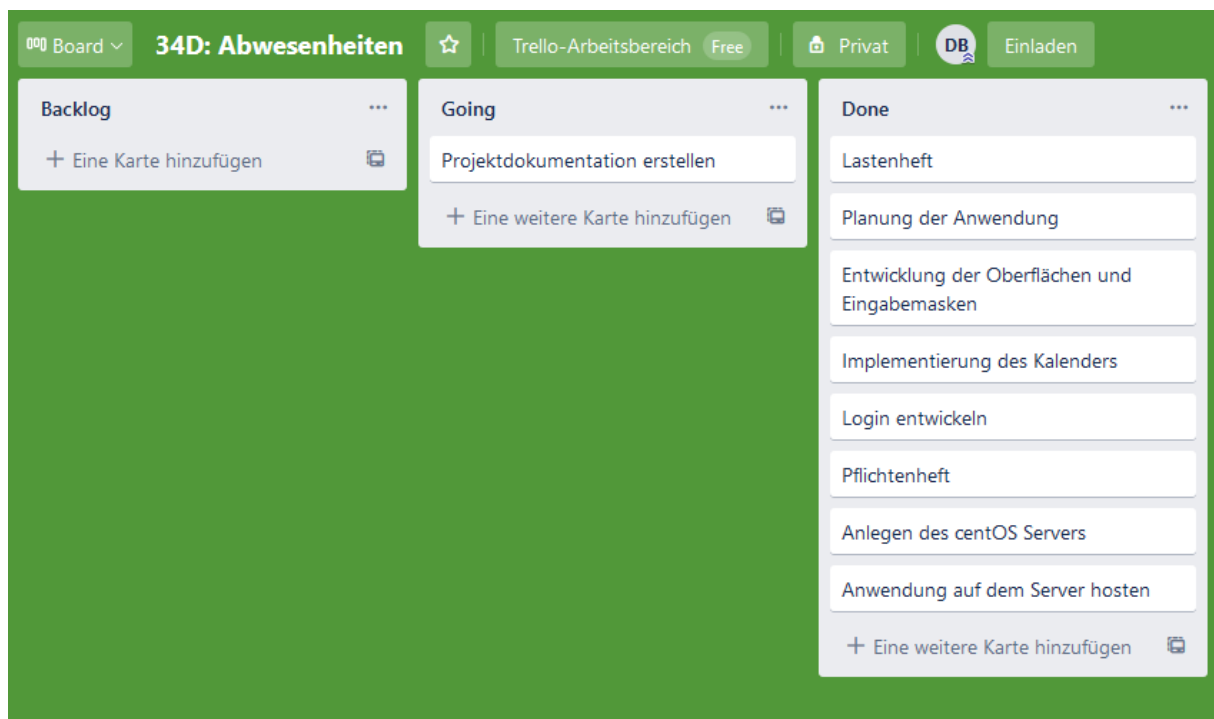 Board
34D: Abwesenheiten
Trello-Arbeitsbereich Free
Privat
DB
Einladen
Backlog
Eine Karte hinzufügen
Going
Projektdokumentation erstellen
Eine weitere Karte hinzufügen
Done
Lastenheft
Planung der Anwendung
Entwicklung der Oberflächen und
Eingabemasken
Implementierung des Kalenders
Login entwickeln
Pflichtenheft
Anlegen des centOS Servers
Anwendung auf dem Server hosten
Eine weitere Karte hinzufügen